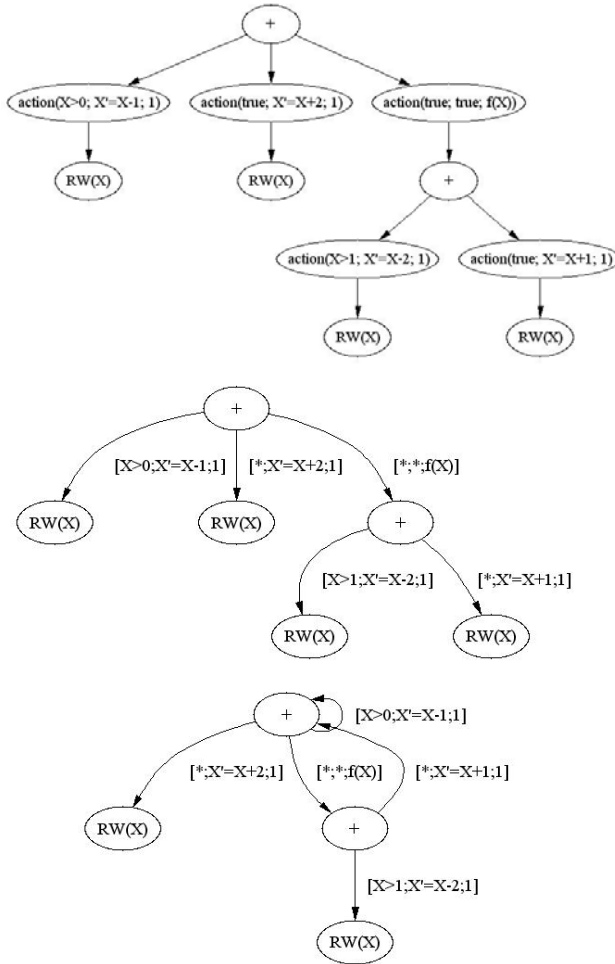 +
action(X>0; X'=X-1; 1)
action(true; X'=X+2; 1)
action(true; true; f(X))
RW(X)
RW(X)
+
action(X>1; X'=X-2; 1)
action(true; X'=X+1; 1)
RW(X)
RW(X)
+
[X>0;X'=X-1;1]
[*;X'=X+2;1]
[*;*;f(X)]
RW(X)
RW(X)
+
[X>1;X'=X-2;1]
[*;X'=X+1;1]
RW(X)
RW(X)
+
[X>0;X'=X-1;1]
[*;X'=X+2;1]
[*;*;f(X)]
[*;X'=X+1;1]
RW(X)
+
[X>1;X'=X-2;1]
RW(X)